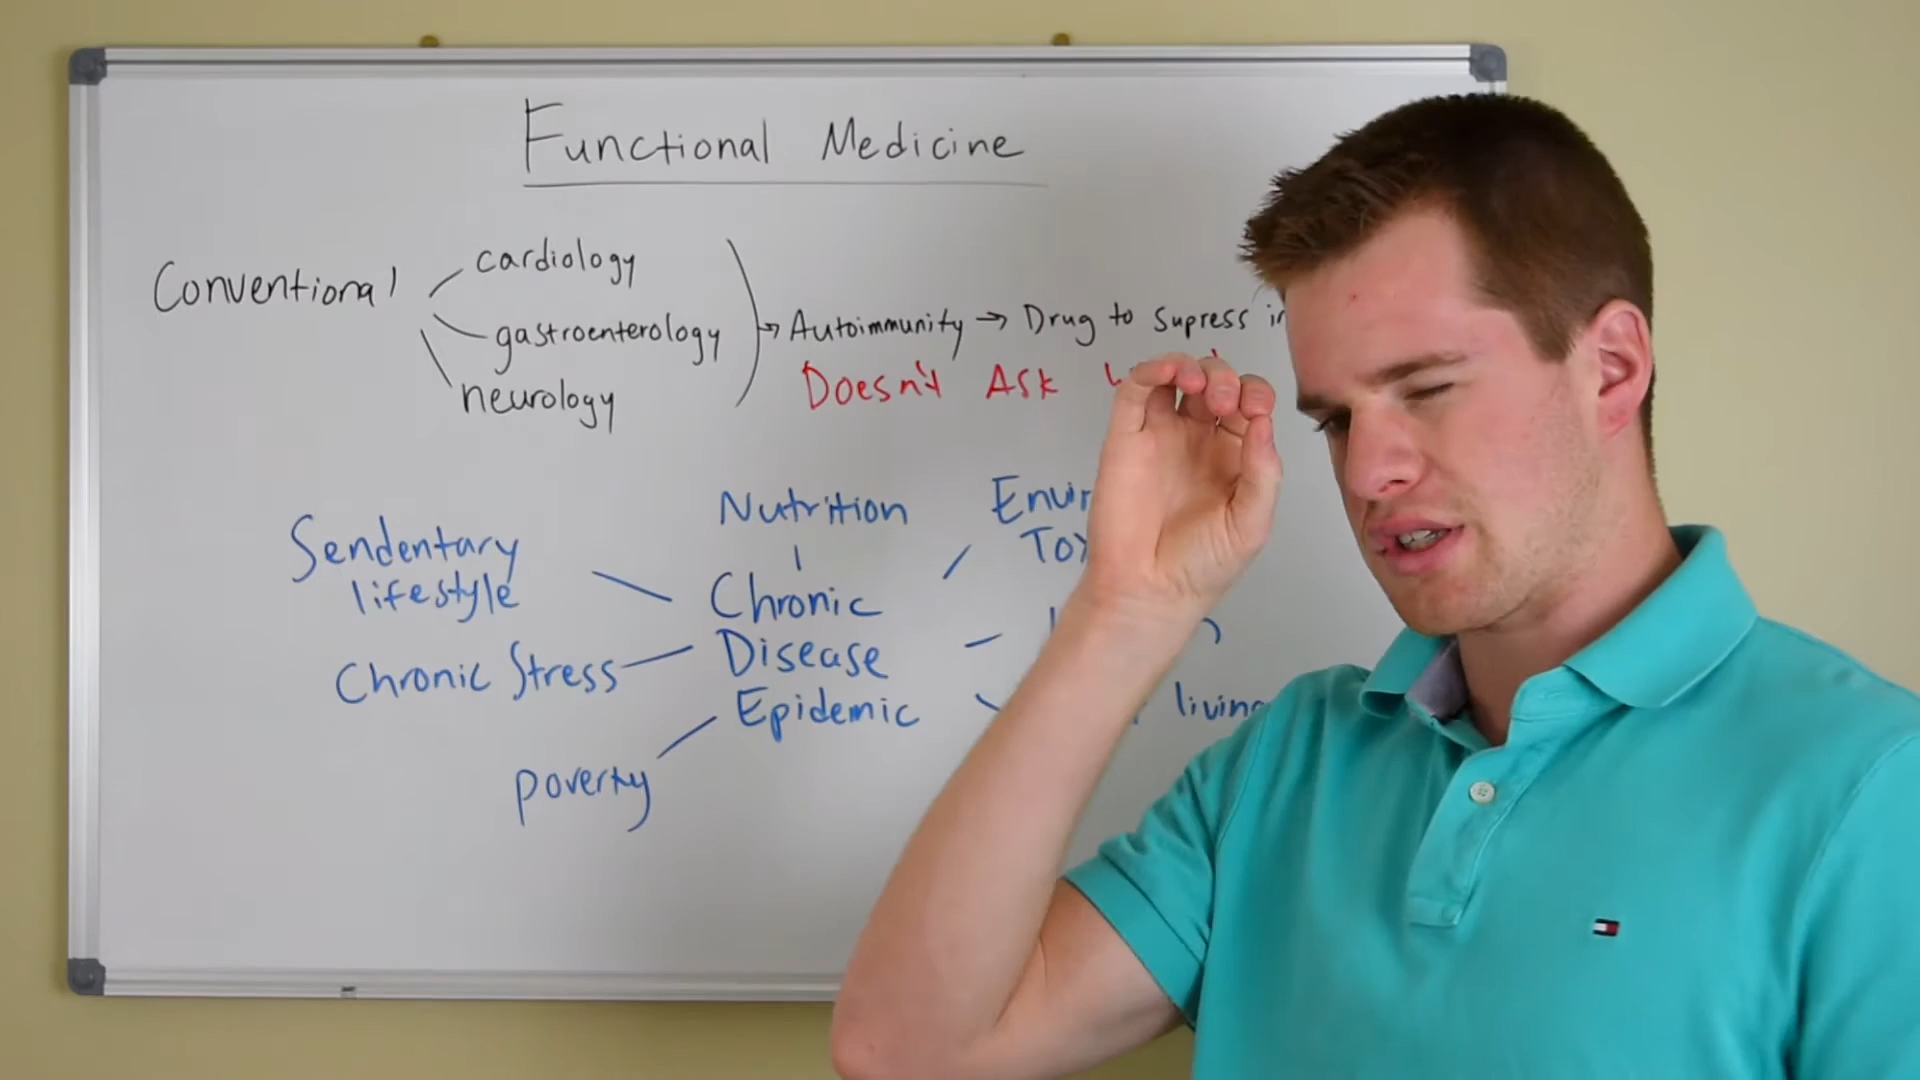 Functional Medicine
Conventional
cardiology
gastroenterology
neurology
→ Autoimmunity → Drug to supress
Doesn't Ask
Sendentary
lifestyle
Nutrition
Chronic Stress
Chronic
Disease
Epidemic
poverty
living